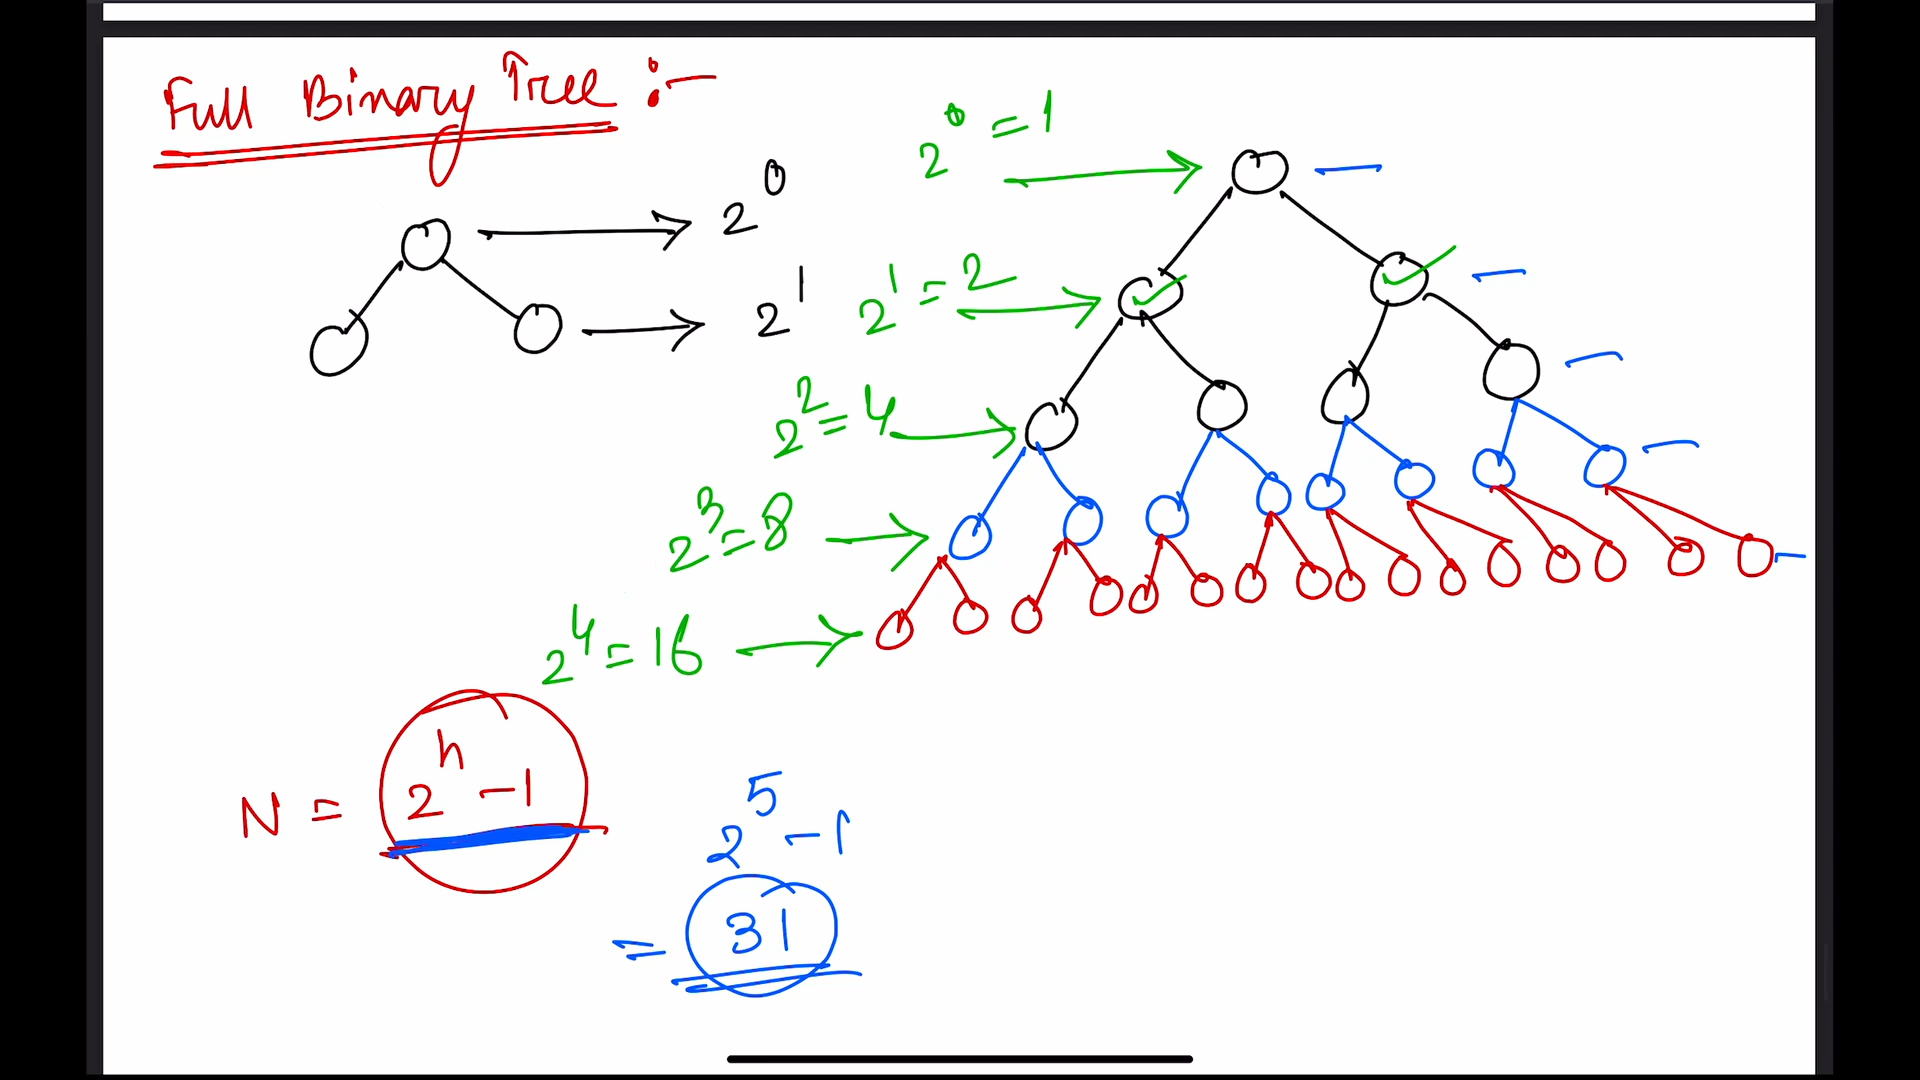 Full Binary Tree :-
2^0 = 1
2^0
2^1
2^1 = 2
2^2 = 4
2^3 = 8
2^4 = 16
N = 2^h - 1
2^5 - 1
= 31